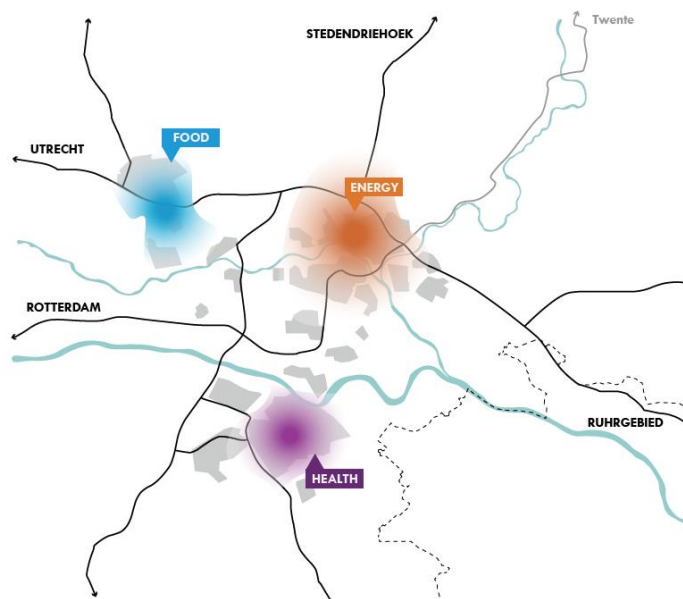 Twente
STEDENDRIEHOEK
FOOD
UTRECHT
ENERGY
ROTTERDAM
RUHRGEBIED
HEALTH